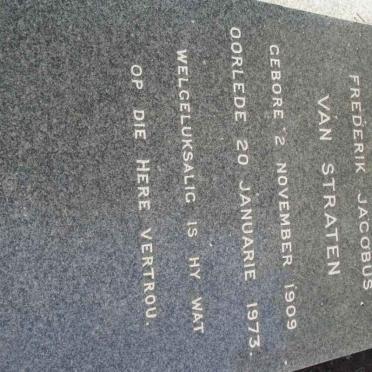 FREDERIK JACOBUS.
VAN STRATEN
GEBORE 2 NOVEMBER 1909.
OORLEDE 20 JANUARIE 1973.
WELGELUKSALIG IS HY WAT
OP DIE HERE VERTROU.